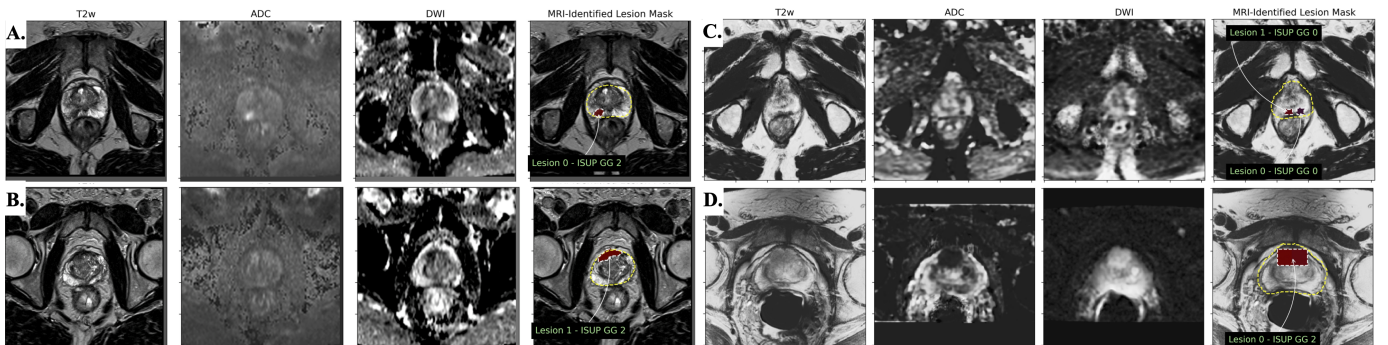 T2w ADC DWI MRI-Identified Lesion Mask
A.
Lesion 0 - ISUP GG 2
B.
Lesion 1 - ISUP GG 2
T2w ADC DWI MRI-Identified Lesion Mask
C.
Lesion 1 - ISUP GG 0
Lesion 0 - ISUP GG 0
D.
Lesion 0 - ISUP GG 2